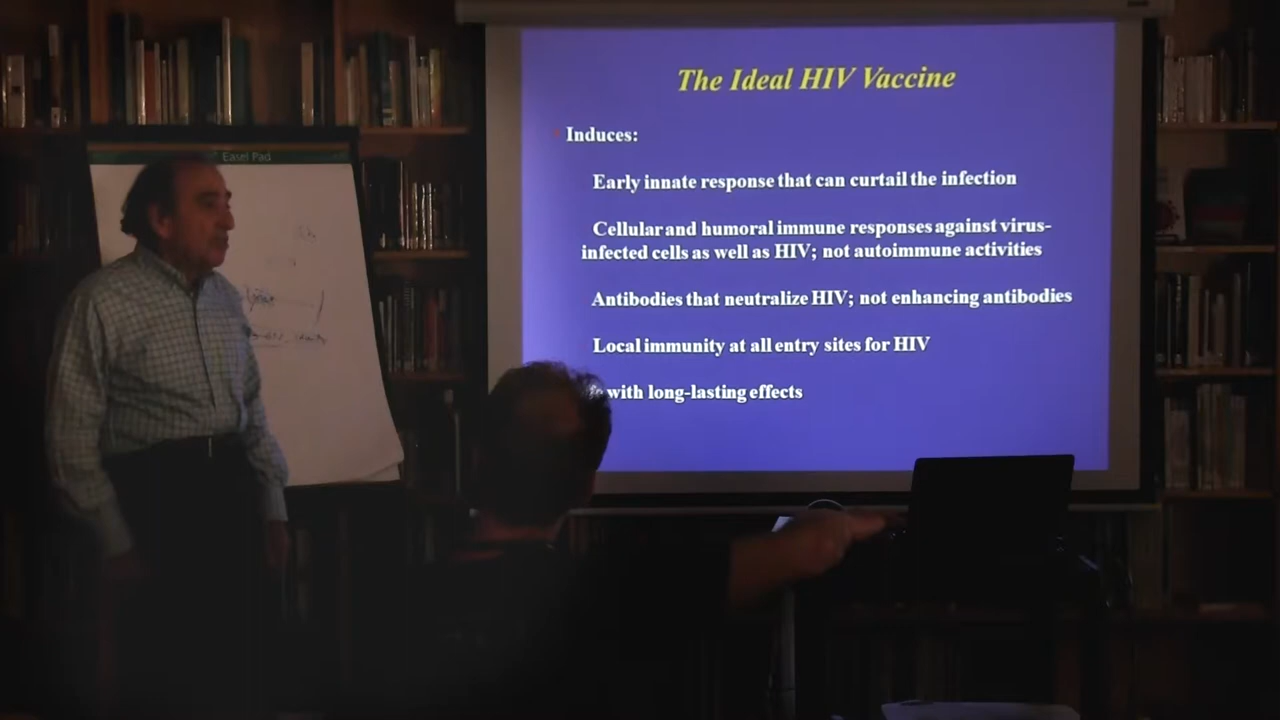 The Ideal HIV Vaccine
Induces:
Early innate response that can curtail the infection
Cellular and humoral immune responses against virus-
infected cells as well as HIV; not autoimmune activities
Antibodies that neutralize HIV; not enhancing antibodies
Local immunity at all entry sites for HIV
with long-lasting effects
Easel Pad